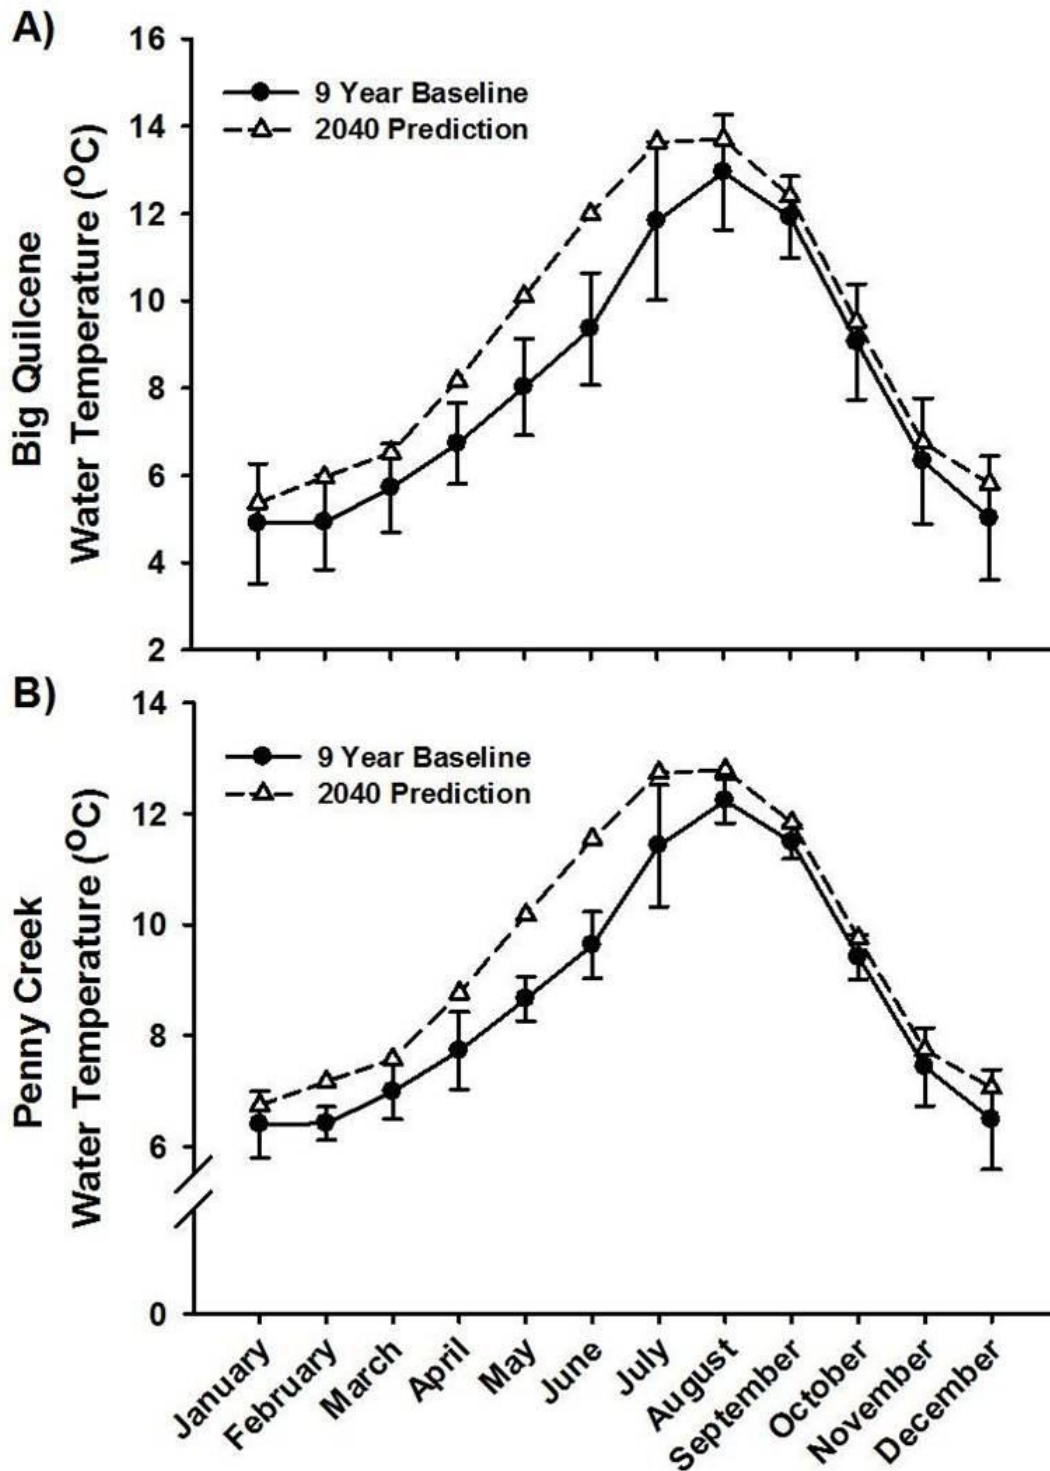 A)
Big Quilcene
Water Temperature (ºC)
16
14
12
10
8
6
4
2
9 Year Baseline
2040 Prediction
B)
Penny Creek
Water Temperature (ºC)
14
12
10
8
6
0
9 Year Baseline
2040 Prediction
January
February
March
April
May
June
July
August
September
October
November
December